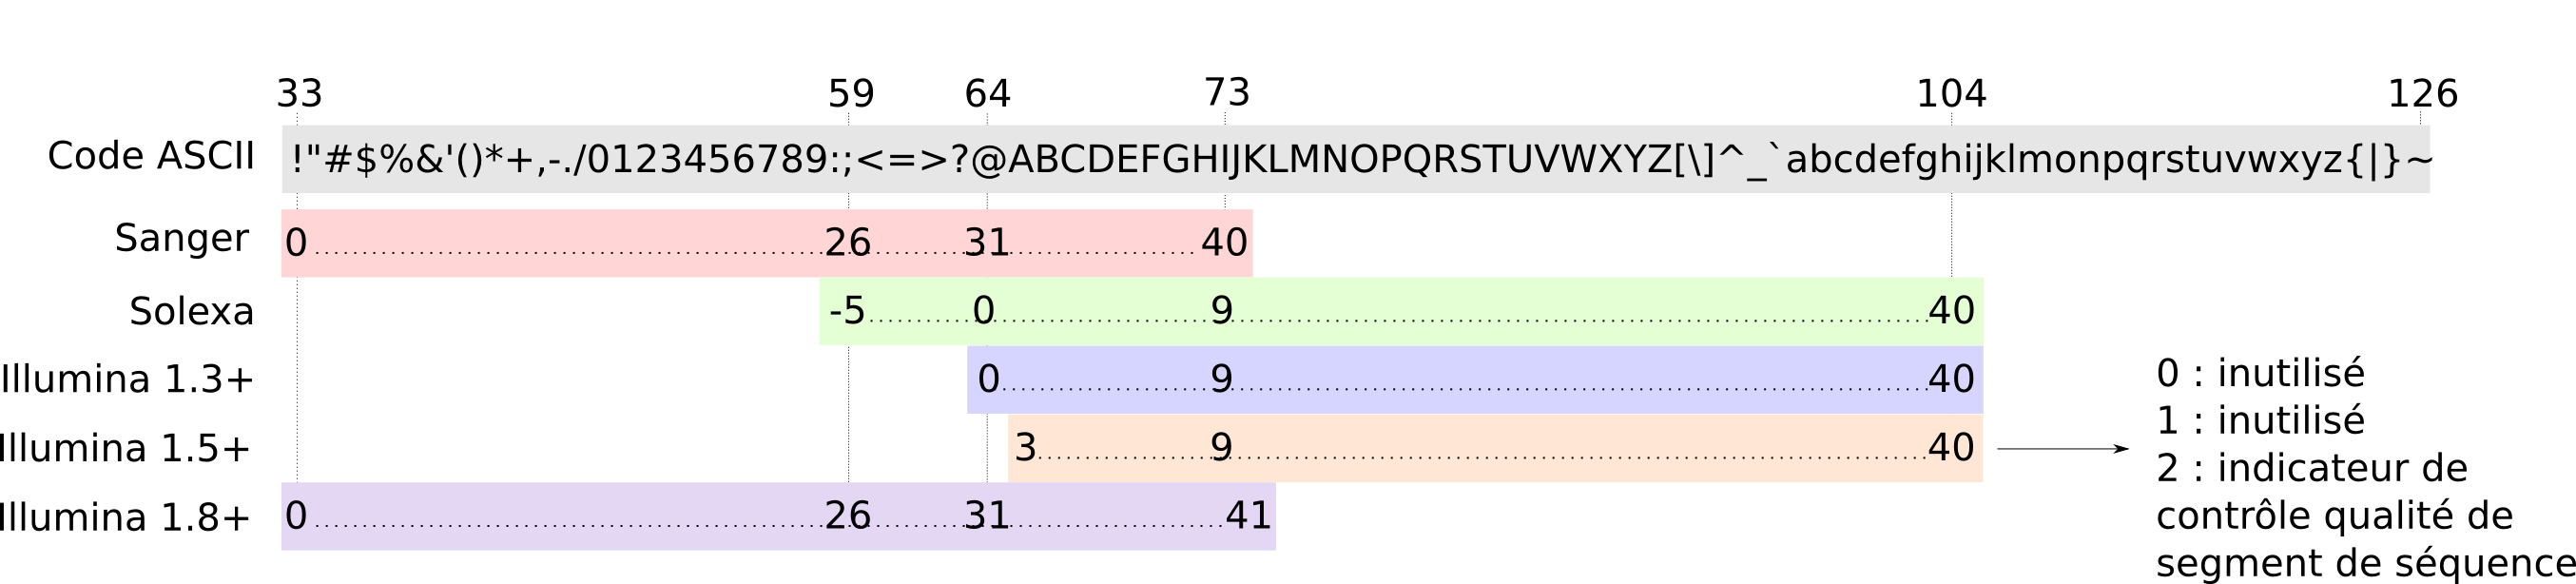 33 59 64 73 104 126
Code ASCII !"#$%&'()*+,-./0123456789:;<=>?@ABCDEFGHIJKLMNOPQRSTUVWXYZ[\]^_`abcdefghijklmonpqrstuvwxyz{|}~
Sanger 0 26 31 40
Solexa -5 0 9 40
Illumina 1.3+ 0 9 40
Illumina 1.5+ 3 9 40
Illumina 1.8+ 0 26 31 41
0 : inutilisé
1 : inutilisé
2 : indicateur de
contrôle qualité de
segment de séquence